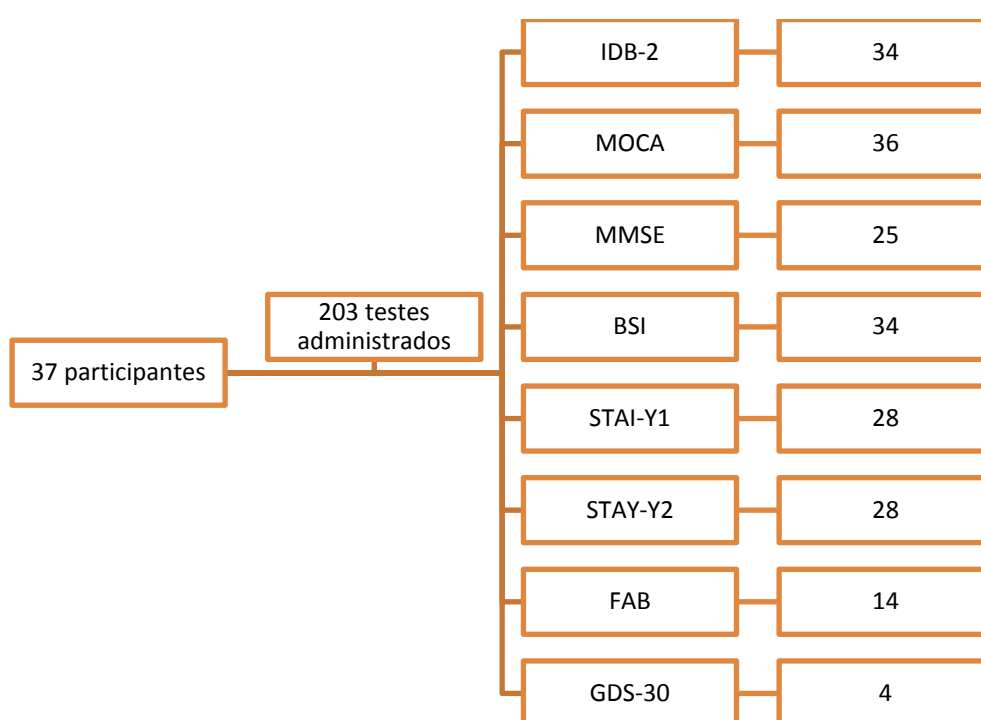 37 participantes
203 testes
administrados
IDB-2
34
MOCA
36
MMSE
25
BSI
34
STAI-Y1
28
STAY-Y2
28
FAB
14
GDS-30
4